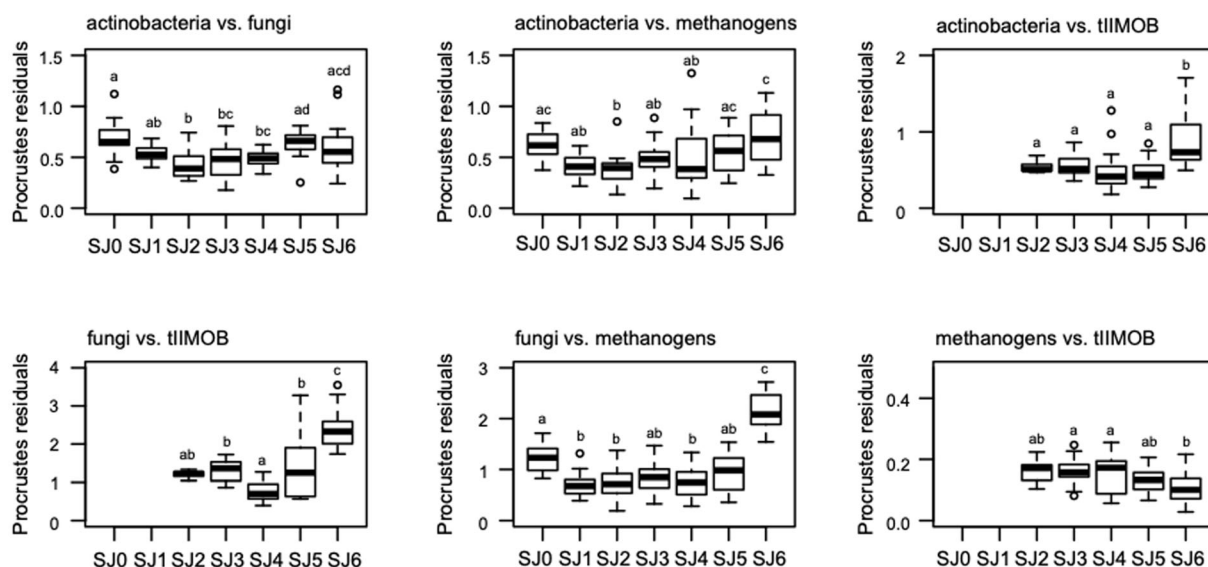 actinobacteria vs. fungi
Procrustes residuals
1.5
1.0
0.5
0.0
a
ab
b
bc
bc
ad
acd
SJ0 SJ1 SJ2 SJ3 SJ4 SJ5 SJ6
actinobacteria vs. methanogens
Procrustes residuals
1.5
1.0
0.5
0.0
ac
ab
b
ab
ab
ac
c
SJ0 SJ1 SJ2 SJ3 SJ4 SJ5 SJ6
actinobacteria vs. tIIMOB
Procrustes residuals
2
1
0
a
a
a
a
b
SJ0 SJ1 SJ2 SJ3 SJ4 SJ5 SJ6
fungi vs. tIIMOB
Procrustes residuals
4
3
2
1
0
ab
b
a
b
c
SJ0 SJ1 SJ2 SJ3 SJ4 SJ5 SJ6
fungi vs. methanogens
Procrustes residuals
3
2
1
0
a
b
b
ab
b
ab
c
SJ0 SJ1 SJ2 SJ3 SJ4 SJ5 SJ6
methanogens vs. tIIMOB
Procrustes residuals
0.4
0.2
0.0
ab
a
a
ab
b
SJ0 SJ1 SJ2 SJ3 SJ4 SJ5 SJ6